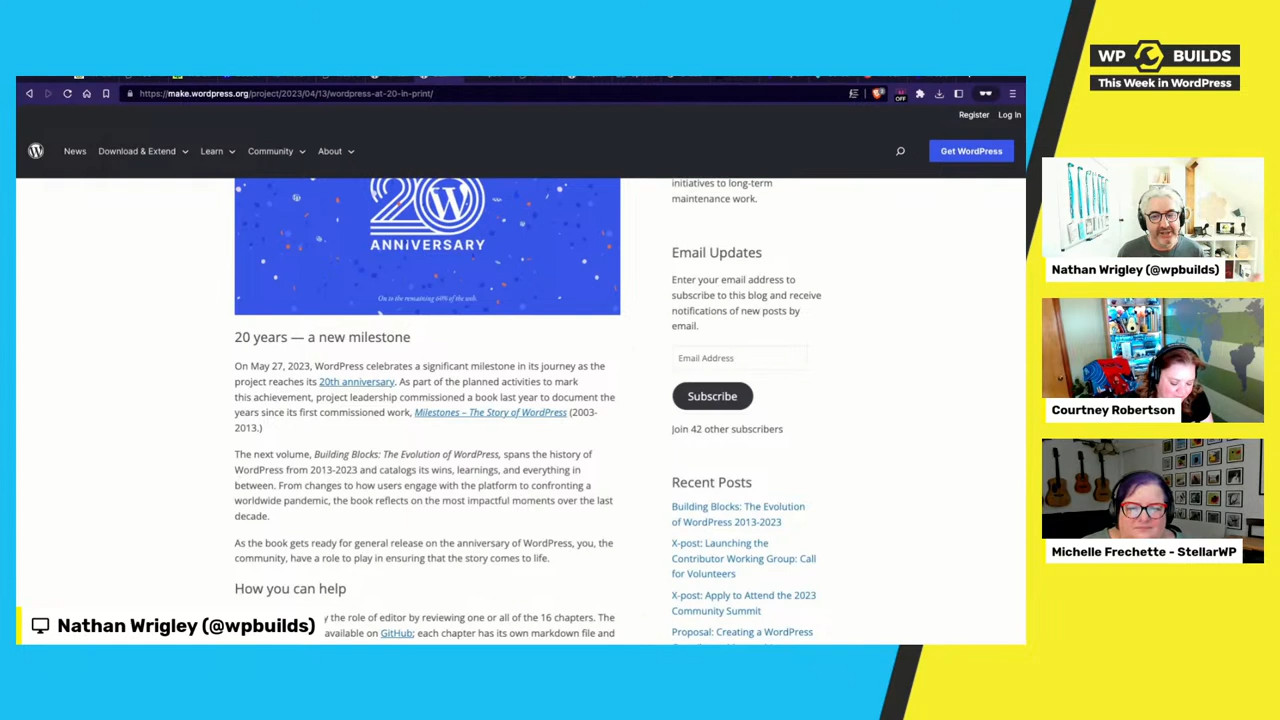 WP BUILDS
This Week in WordPress
https://make.wordpress.org/project/2023/04/13/wordpress-at-20-in-print/
OFF
Register Log In
News Download & Extend Learn Community About Get WordPress
20
ANNIVERSARY
On to the remaining 60% of the web.
20 years — a new milestone
On May 27, 2023, WordPress celebrates a significant milestone in its journey as the
project reaches its 20th anniversary. As part of the planned activities to mark
this achievement, project leadership commissioned a book last year to document the
years since its first commissioned work, Milestones – The Story of WordPress (2003-
2013.)
The next volume, Building Blocks: The Evolution of WordPress, spans the history of
WordPress from 2013-2023 and catalogs its wins, learnings, and everything in
between. From changes to how users engage with the platform to confronting a
worldwide pandemic, the book reflects on the most impactful moments over the last
decade.
As the book gets ready for general release on the anniversary of WordPress, you, the
community, have a role to play in ensuring that the story comes to life.
How you can help
y the role of editor by reviewing one or all of the 16 chapters. The
available on GitHub; each chapter has its own markdown file and
initiatives to long-term
maintenance work.
Email Updates
Enter your email address to
subscribe to this blog and receive
notifications of new posts by
email.
Email Address
Subscribe
Join 42 other subscribers
Recent Posts
Building Blocks: The Evolution
of WordPress 2013-2023
X-post: Launching the
Contributor Working Group: Call
for Volunteers
X-post: Apply to Attend the 2023
Community Summit
Proposal: Creating a WordPress
Nathan Wrigley (@wpbuilds)
Nathan Wrigley (@wpbuilds)
Courtney Robertson
Michelle Frechette - StellarWP